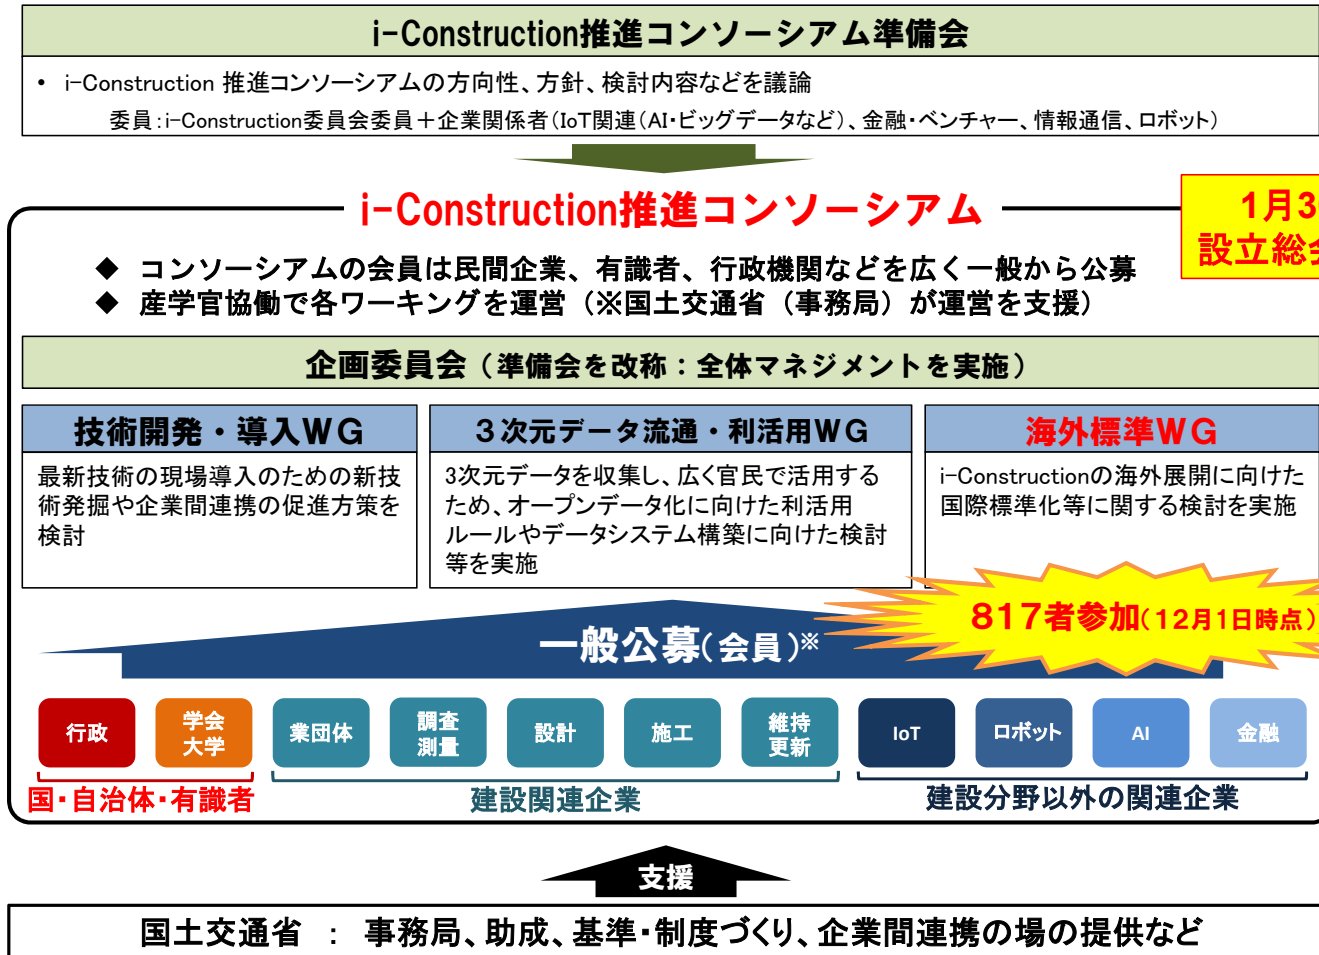 i-Construction推進コンソーシアム準備会
• i-Construction 推進コンソーシアムの方向性、方針、検討内容などを議論
委員：i-Construction委員会委員＋企業関係者（IoT関連（AI・ビッグデータなど）、金融・ベンチャー、情報通信、ロボット）
i-Construction推進コンソーシアム
1月3
設立総
◆ コンソーシアムの会員は民間企業、有識者、行政機関などを広く一般から公募
◆ 産学官協働で各ワーキングを運営（※国土交通省（事務局）が運営を支援）
企画委員会（準備会を改称：全体マネジメントを実施）
技術開発・導入WG
最新技術の現場導入のための新技
術発掘や企業間連携の促進方策を
検討
３次元データ流通・利活用WG
3次元データを収集し、広く官民で活用する
ため、オープンデータ化に向けた利活用
ルールやデータシステム構築に向けた検討
等を実施
海外標準WG
i-Constructionの海外展開に向けた
国際標準化等に関する検討を実施
817者参加（12月1日時点）
一般公募（会員）※
行政
学会
大学
業団体
調査
測量
設計
施工
維持
更新
IoT
ロボット
AI
金融
国・自治体・有識者
建設関連企業
建設分野以外の関連企業
支援
国土交通省 ： 事務局、助成、基準・制度づくり、企業間連携の場の提供など